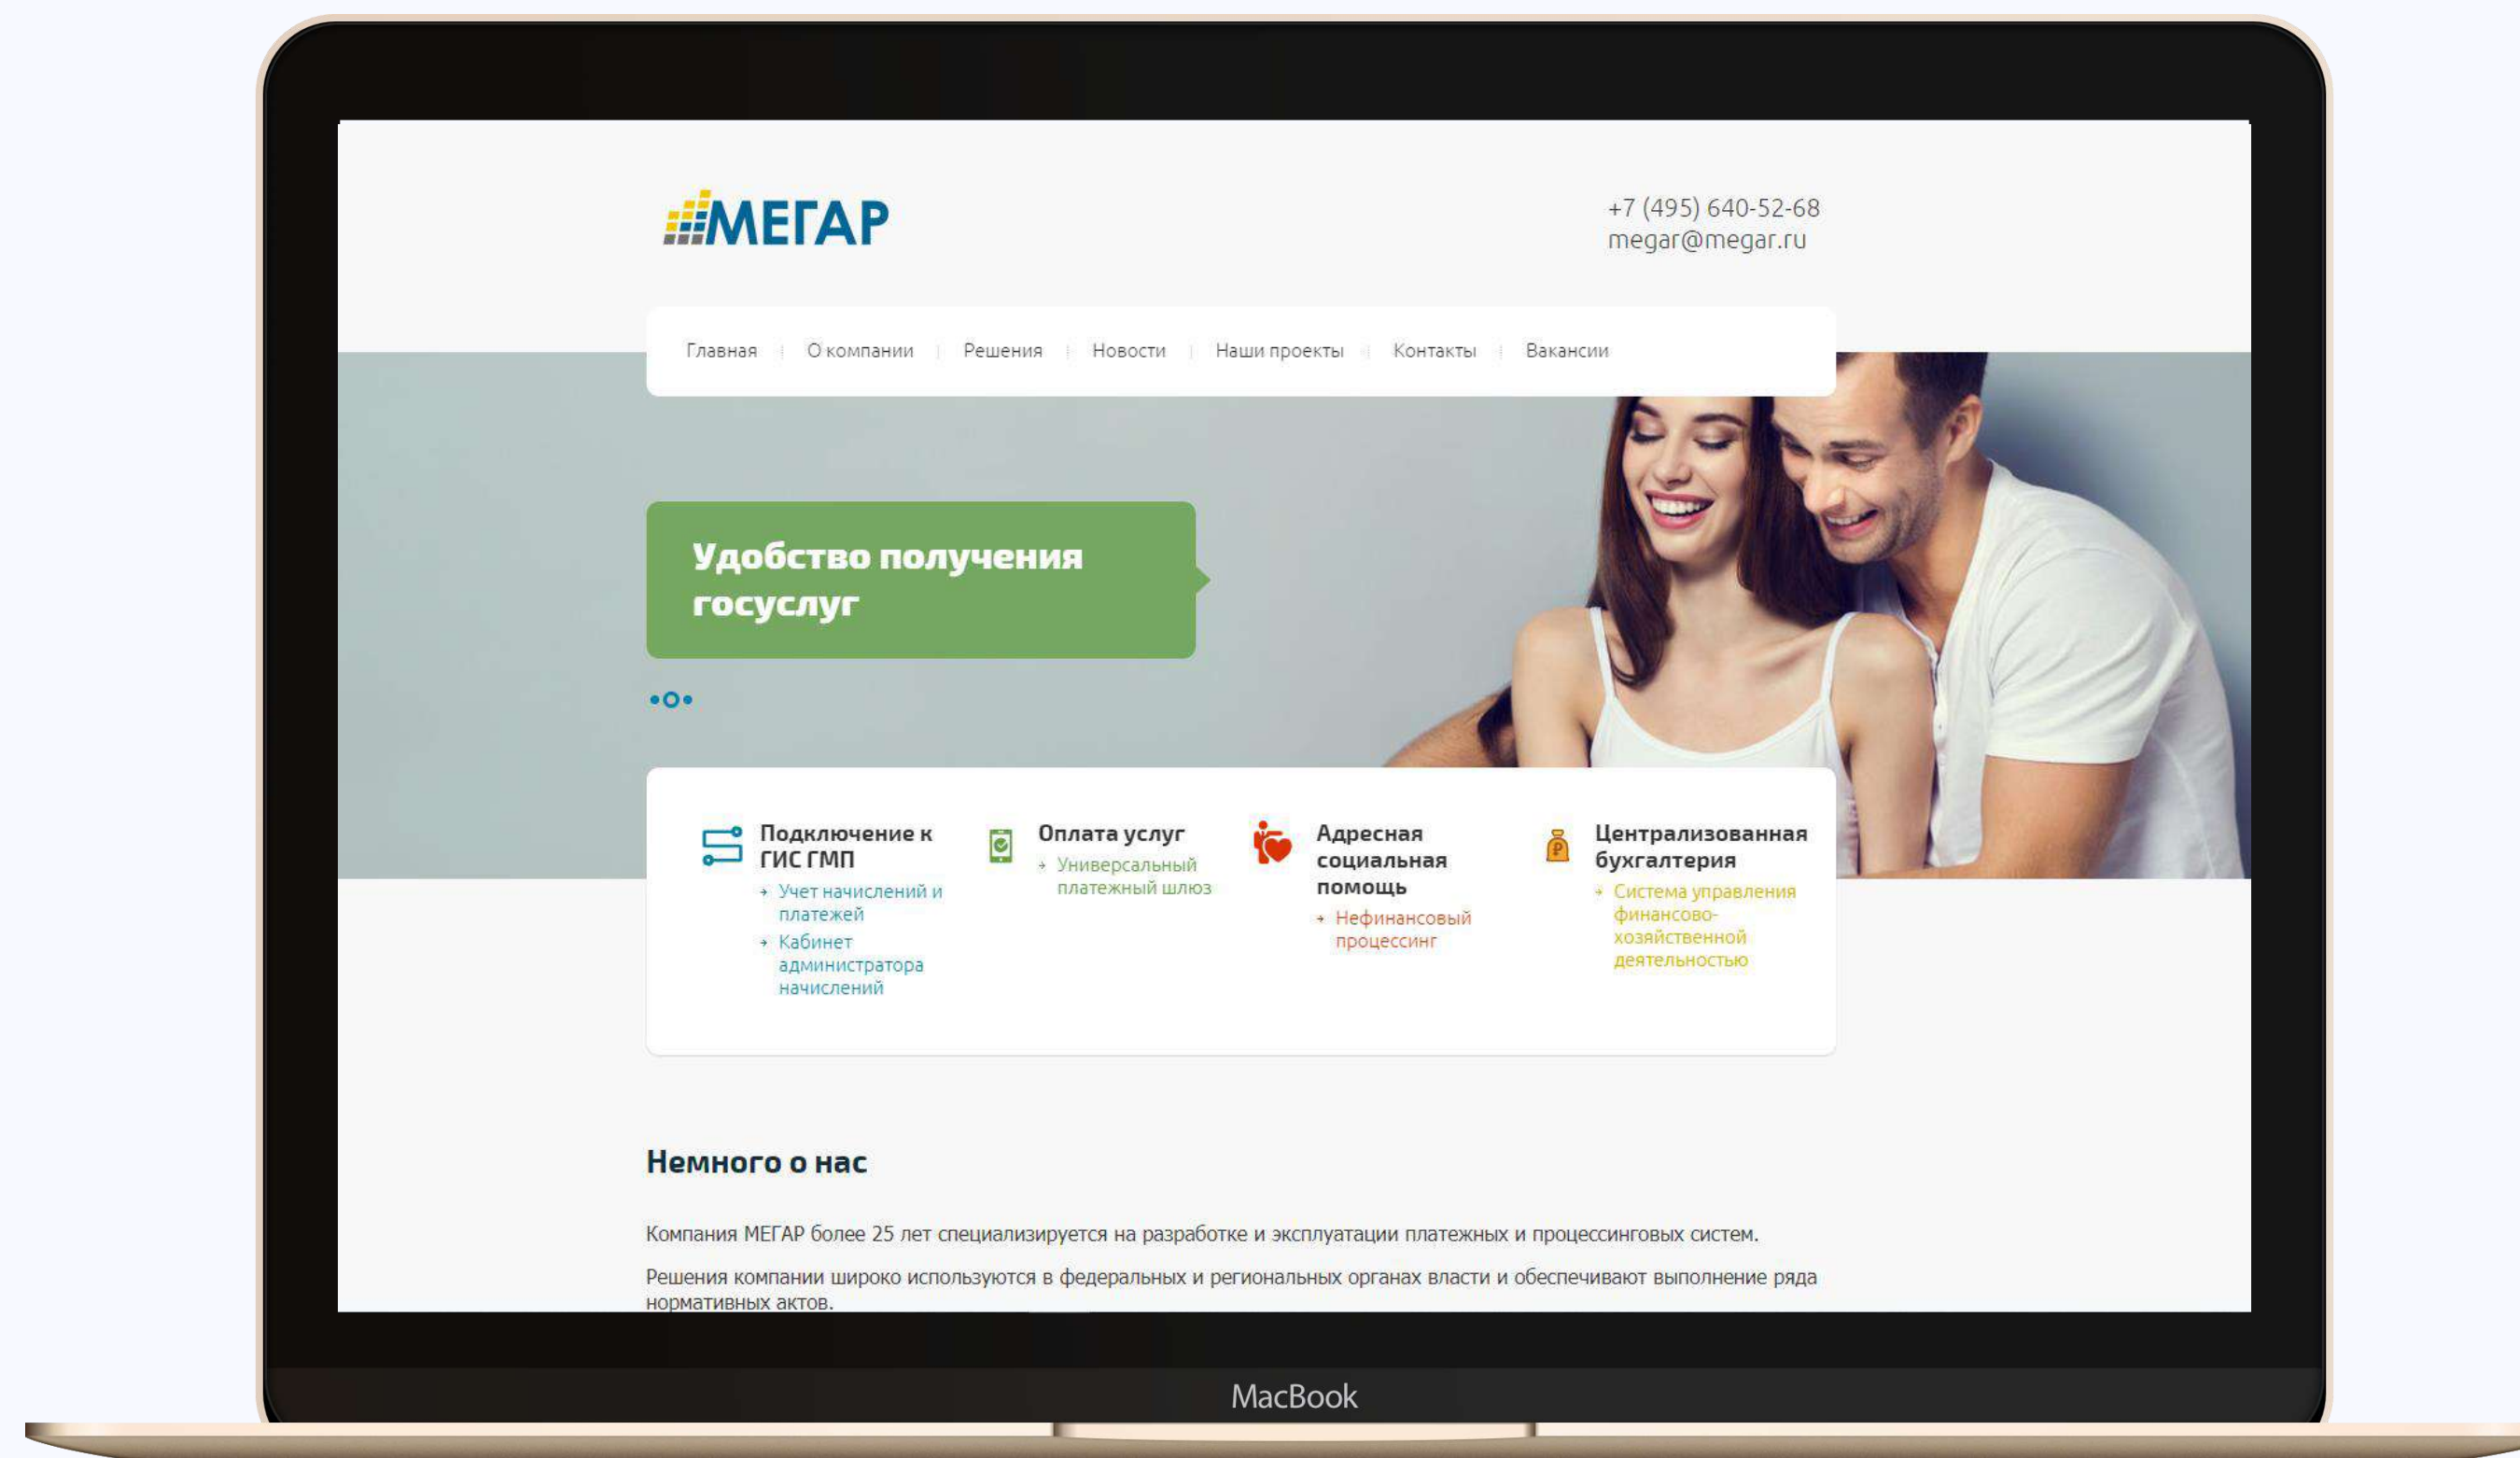 МЕГАР
+7 (495) 640-52-68
megar@megar.ru
Главная
О компании
Решения
Новости
Наши проекты
Контакты
Вакансии
Удобство получения
госуслуг
Подключение к
ГИС ГМП
Учет начислений и
платежей
Кабинет
администратора
начислений
Оплата услуг
Универсальный
платежный шлюз
Адресная
социальная
помощь
Нефинансовый
процессинг
Централизованная
бухгалтерия
Система управления
финансово-
хозяйственной
деятельностью
Немного о нас
Компания МЕГАР более 25 лет специализируется на разработке и эксплуатации платежных и процессинговых систем.
Решения компании широко используются в федеральных и региональных органах власти и обеспечивают выполнение ряда
нормативных актов.
MacBook